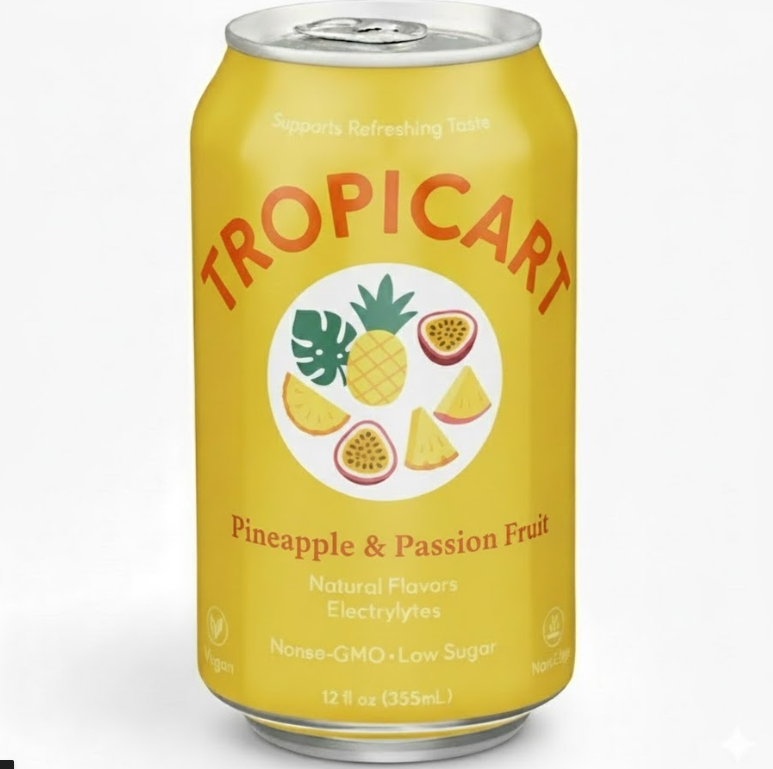 Supports Refreshing Taste
TROPICART
Pineapple & Passion Fruit
Natural Flavors
Electrylytes
Nonse-GMO • Low Sugar
Vegan
12 fl oz (355mL)